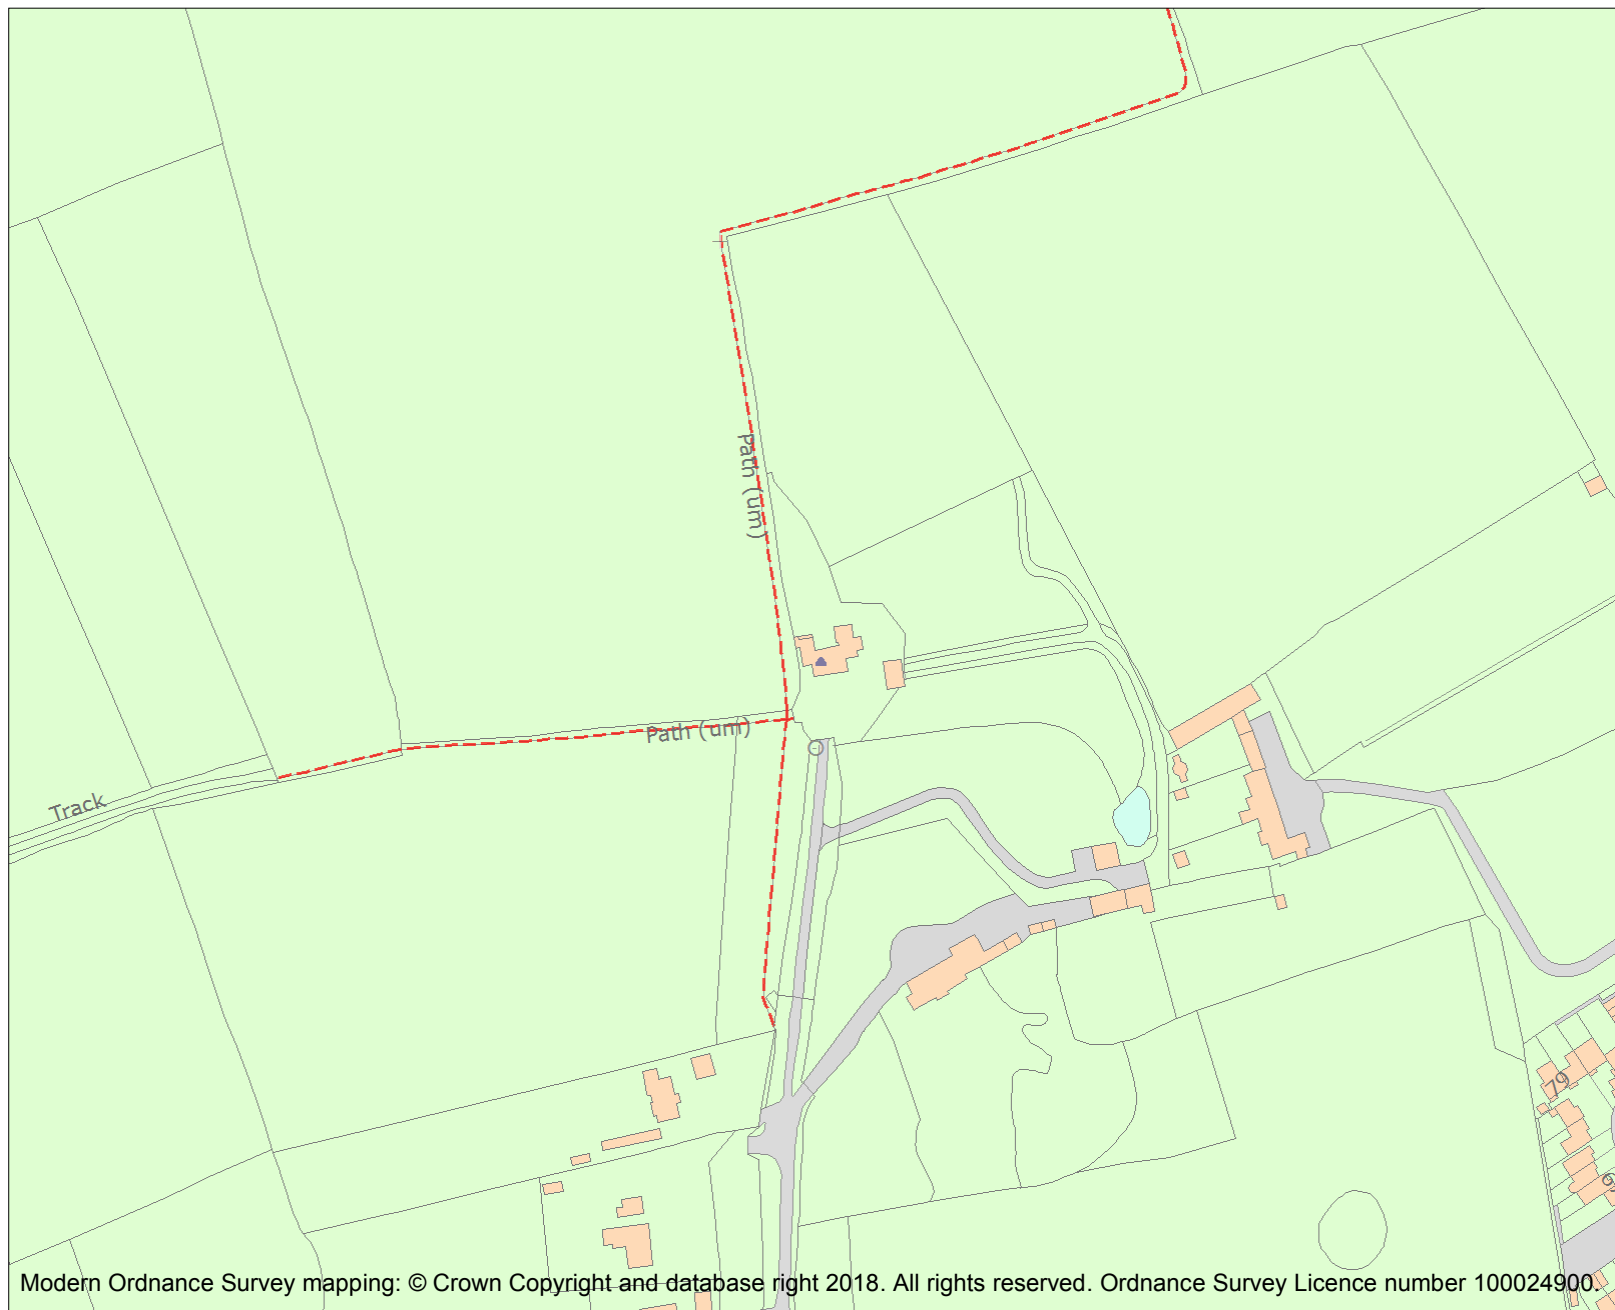 Path (um)
Path (um)
Track
79
Modern Ordnance Survey mapping: © Crown Copyright and database right 2018. All rights reserved. Ordnance Survey Licence number 100024900.